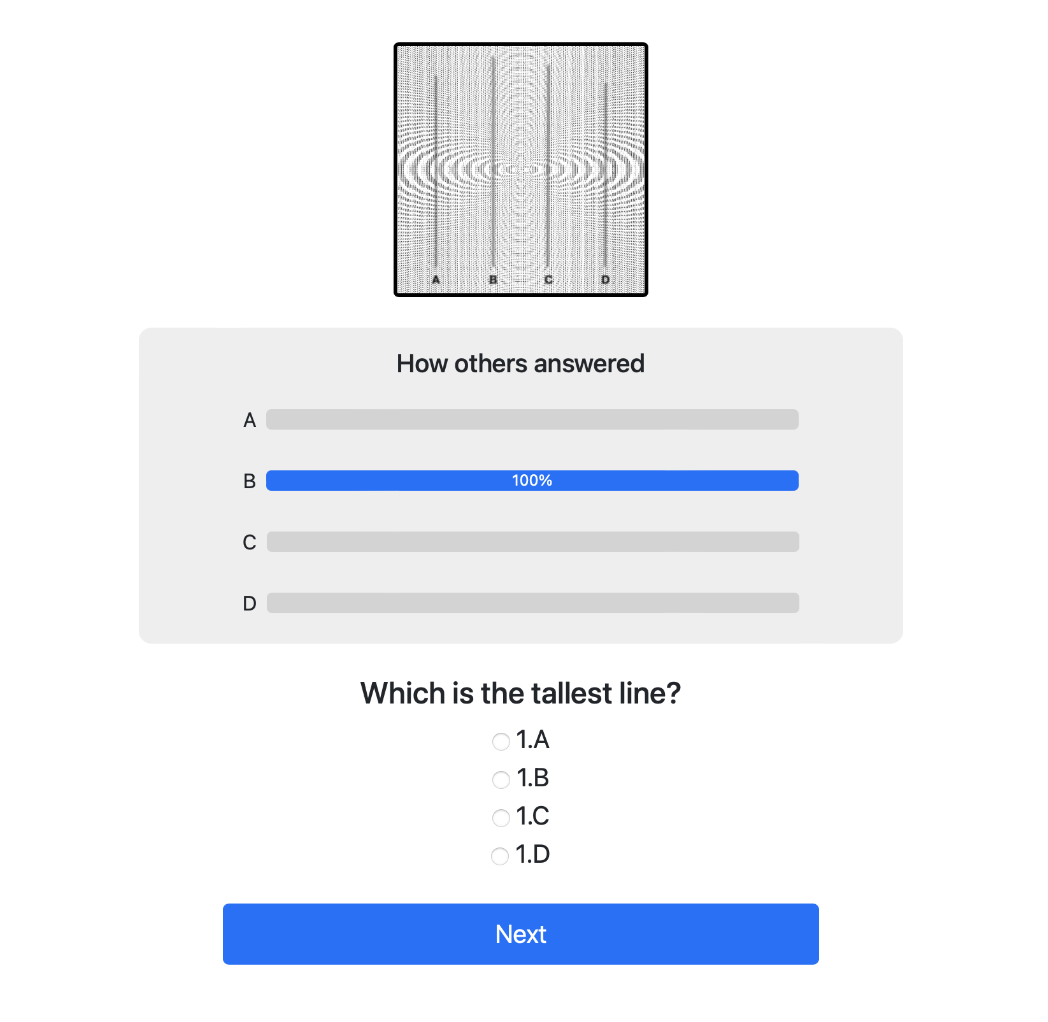 A B C D
How others answered
A
B 100%
C
D
Which is the tallest line?
1.A
1.B
1.C
1.D
Next